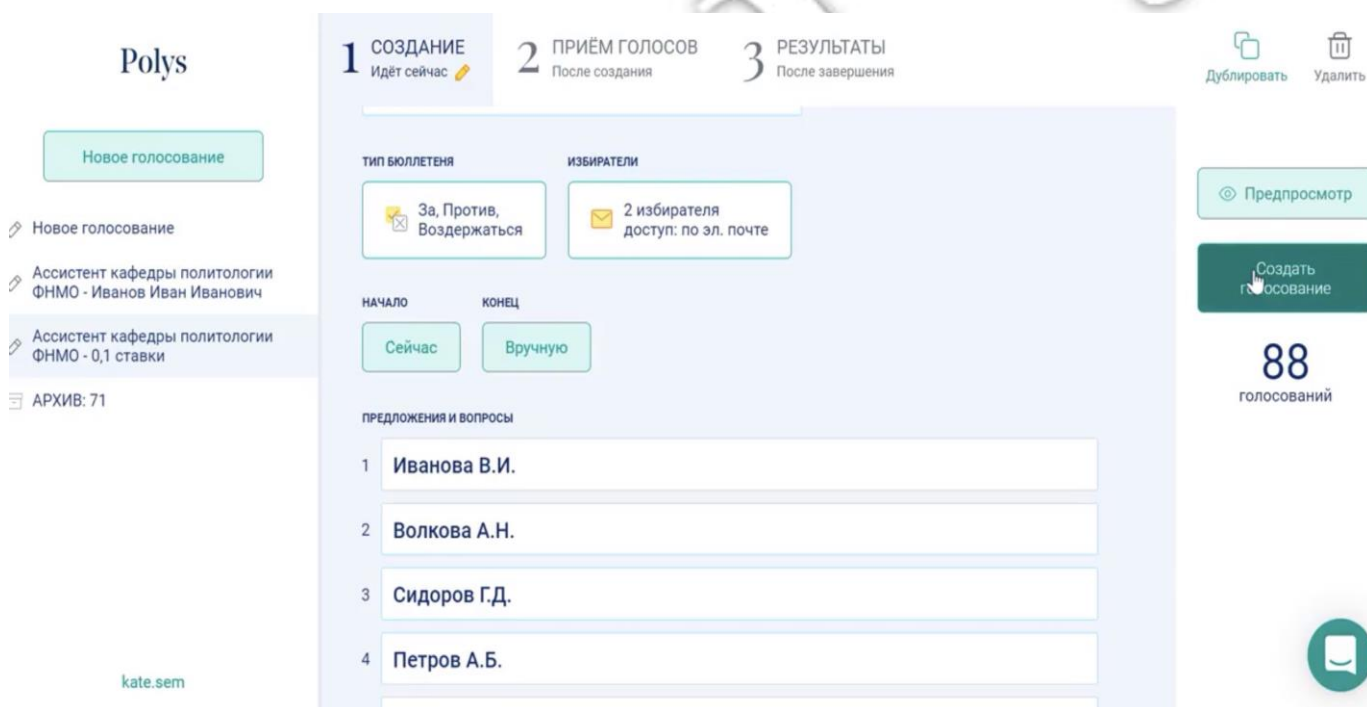 Polys
Новое голосование
Новое голосование
Ассистент кафедры политологии
ФНМО - Иванов Иван Иванович
Ассистент кафедры политологии
ФНМО - 0,1 ставки
АРХИВ: 71
kate.sem
1 СОЗДАНИЕ
Идёт сейчас
2 ПРИЁМ ГОЛОСОВ
После создания
3 РЕЗУЛЬТАТЫ
После завершения
ТИП БЮЛЛЕТЕНЯ
За, Против,
Воздержаться
ИЗБИРАТЕЛИ
2 избирателя
доступ: по эл. почте
НАЧАЛО
Сейчас
КОНЕЦ
Вручную
ПРЕДЛОЖЕНИЯ И ВОПРОСЫ
1 Иванова В.И.
2 Волкова А.Н.
3 Сидоров Г.Д.
4 Петров А.Б.
Дублировать
Удалить
Предпросмотр
Создать
голосование
88
голосований